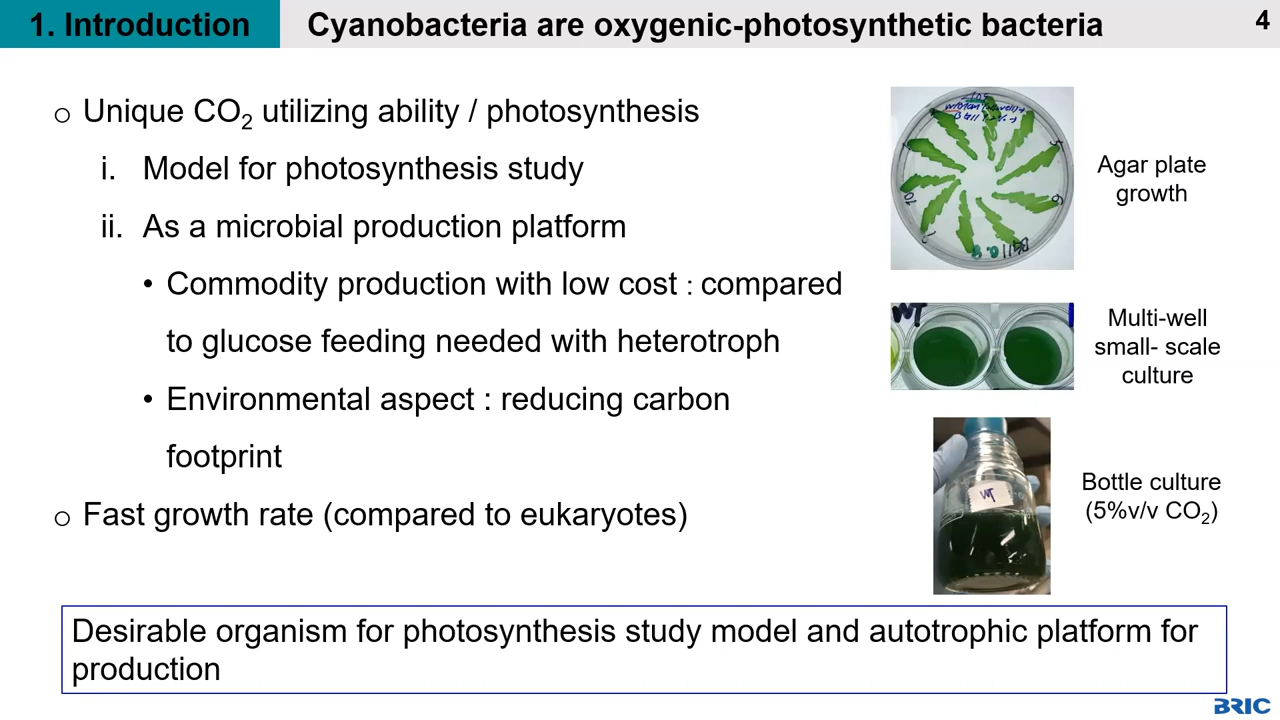 1. Introduction
Cyanobacteria are oxygenic-photosynthetic bacteria
4
o Unique CO₂ utilizing ability / photosynthesis
i. Model for photosynthesis study
ii. As a microbial production platform
• Commodity production with low cost : compared
to glucose feeding needed with heterotroph
• Environmental aspect : reducing carbon
footprint
o Fast growth rate (compared to eukaryotes)
Agar plate
growth
WT
Multi-well
small- scale
culture
WT
Bottle culture
(5%v/v CO₂)
Desirable organism for photosynthesis study model and autotrophic platform for
production
BRIC